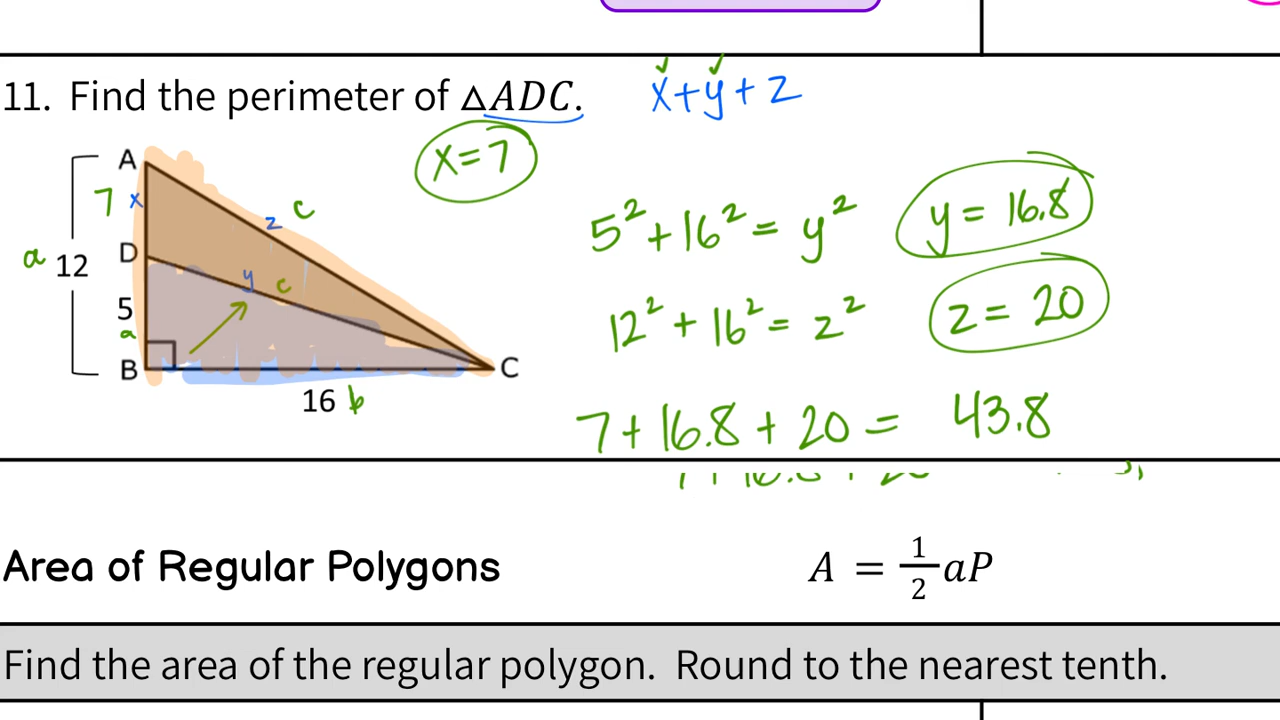 11. Find the perimeter of △ADC. x+y+z
x=7
A
7 x
z c
5² + 16² = y² y = 16.8
a 12 D
y c
5
a
12² + 16² = z² z = 20
B C
16 b
7 + 16.8 + 20 = 43.8
Area of Regular Polygons A = 1/2 aP
Find the area of the regular polygon. Round to the nearest tenth.